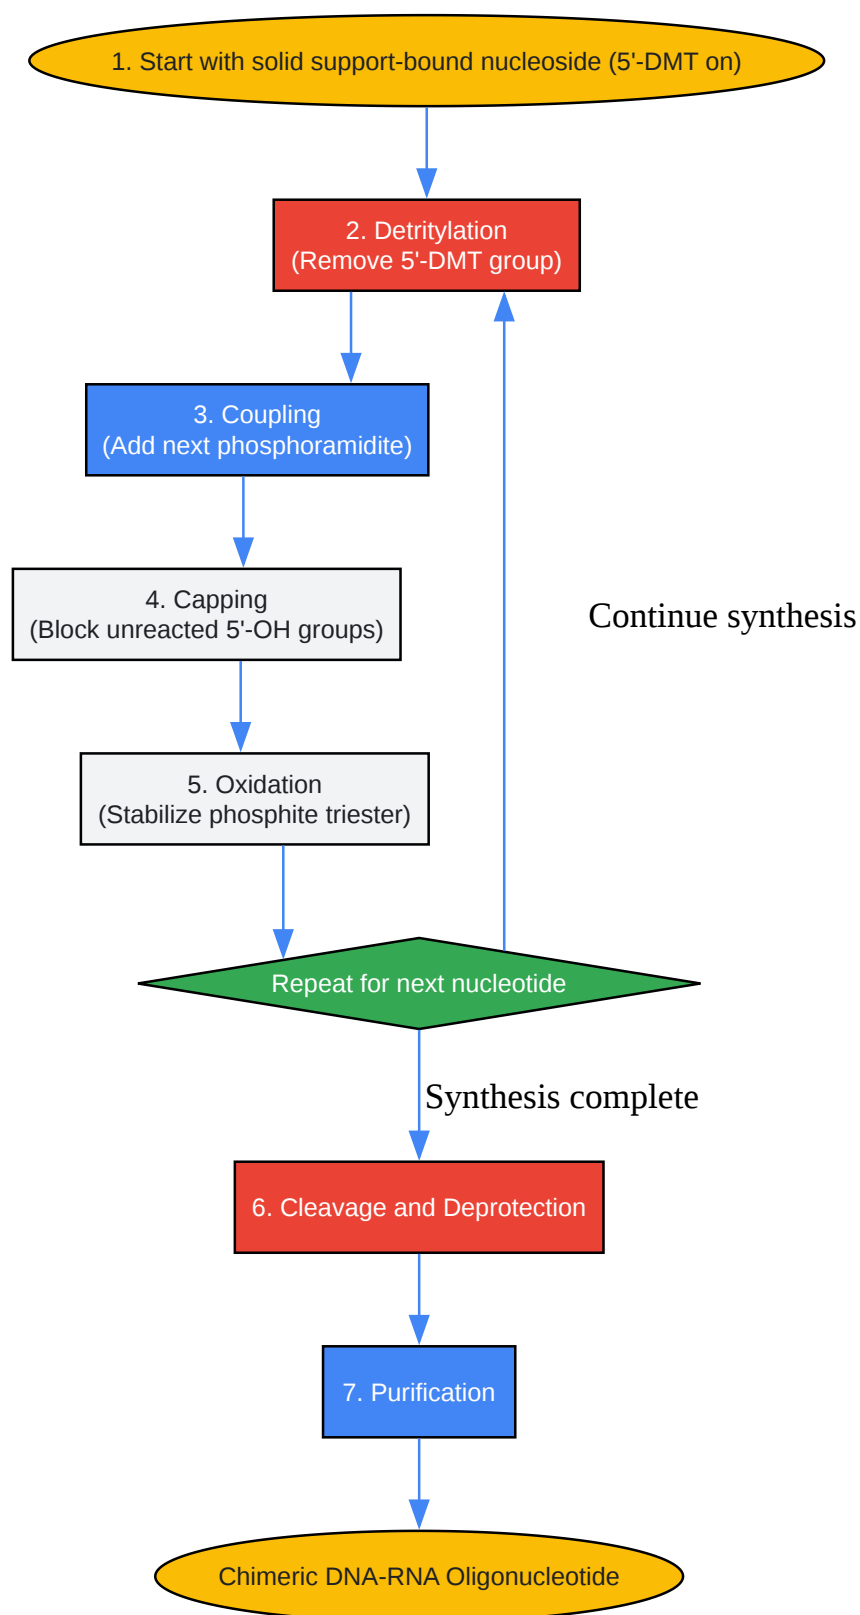 1. Start with solid support-bound nucleoside (5'-DMT on)
2. Detritylation
(Remove 5'-DMT group)
3. Coupling
(Add next phosphoramidite)
4. Capping
(Block unreacted 5'-OH groups)
Continue synthesis
5. Oxidation
(Stabilize phosphite triester)
Repeat for next nucleotide
Synthesis complete
6. Cleavage and Deprotection
7. Purification
Chimeric DNA-RNA Oligonucleotide